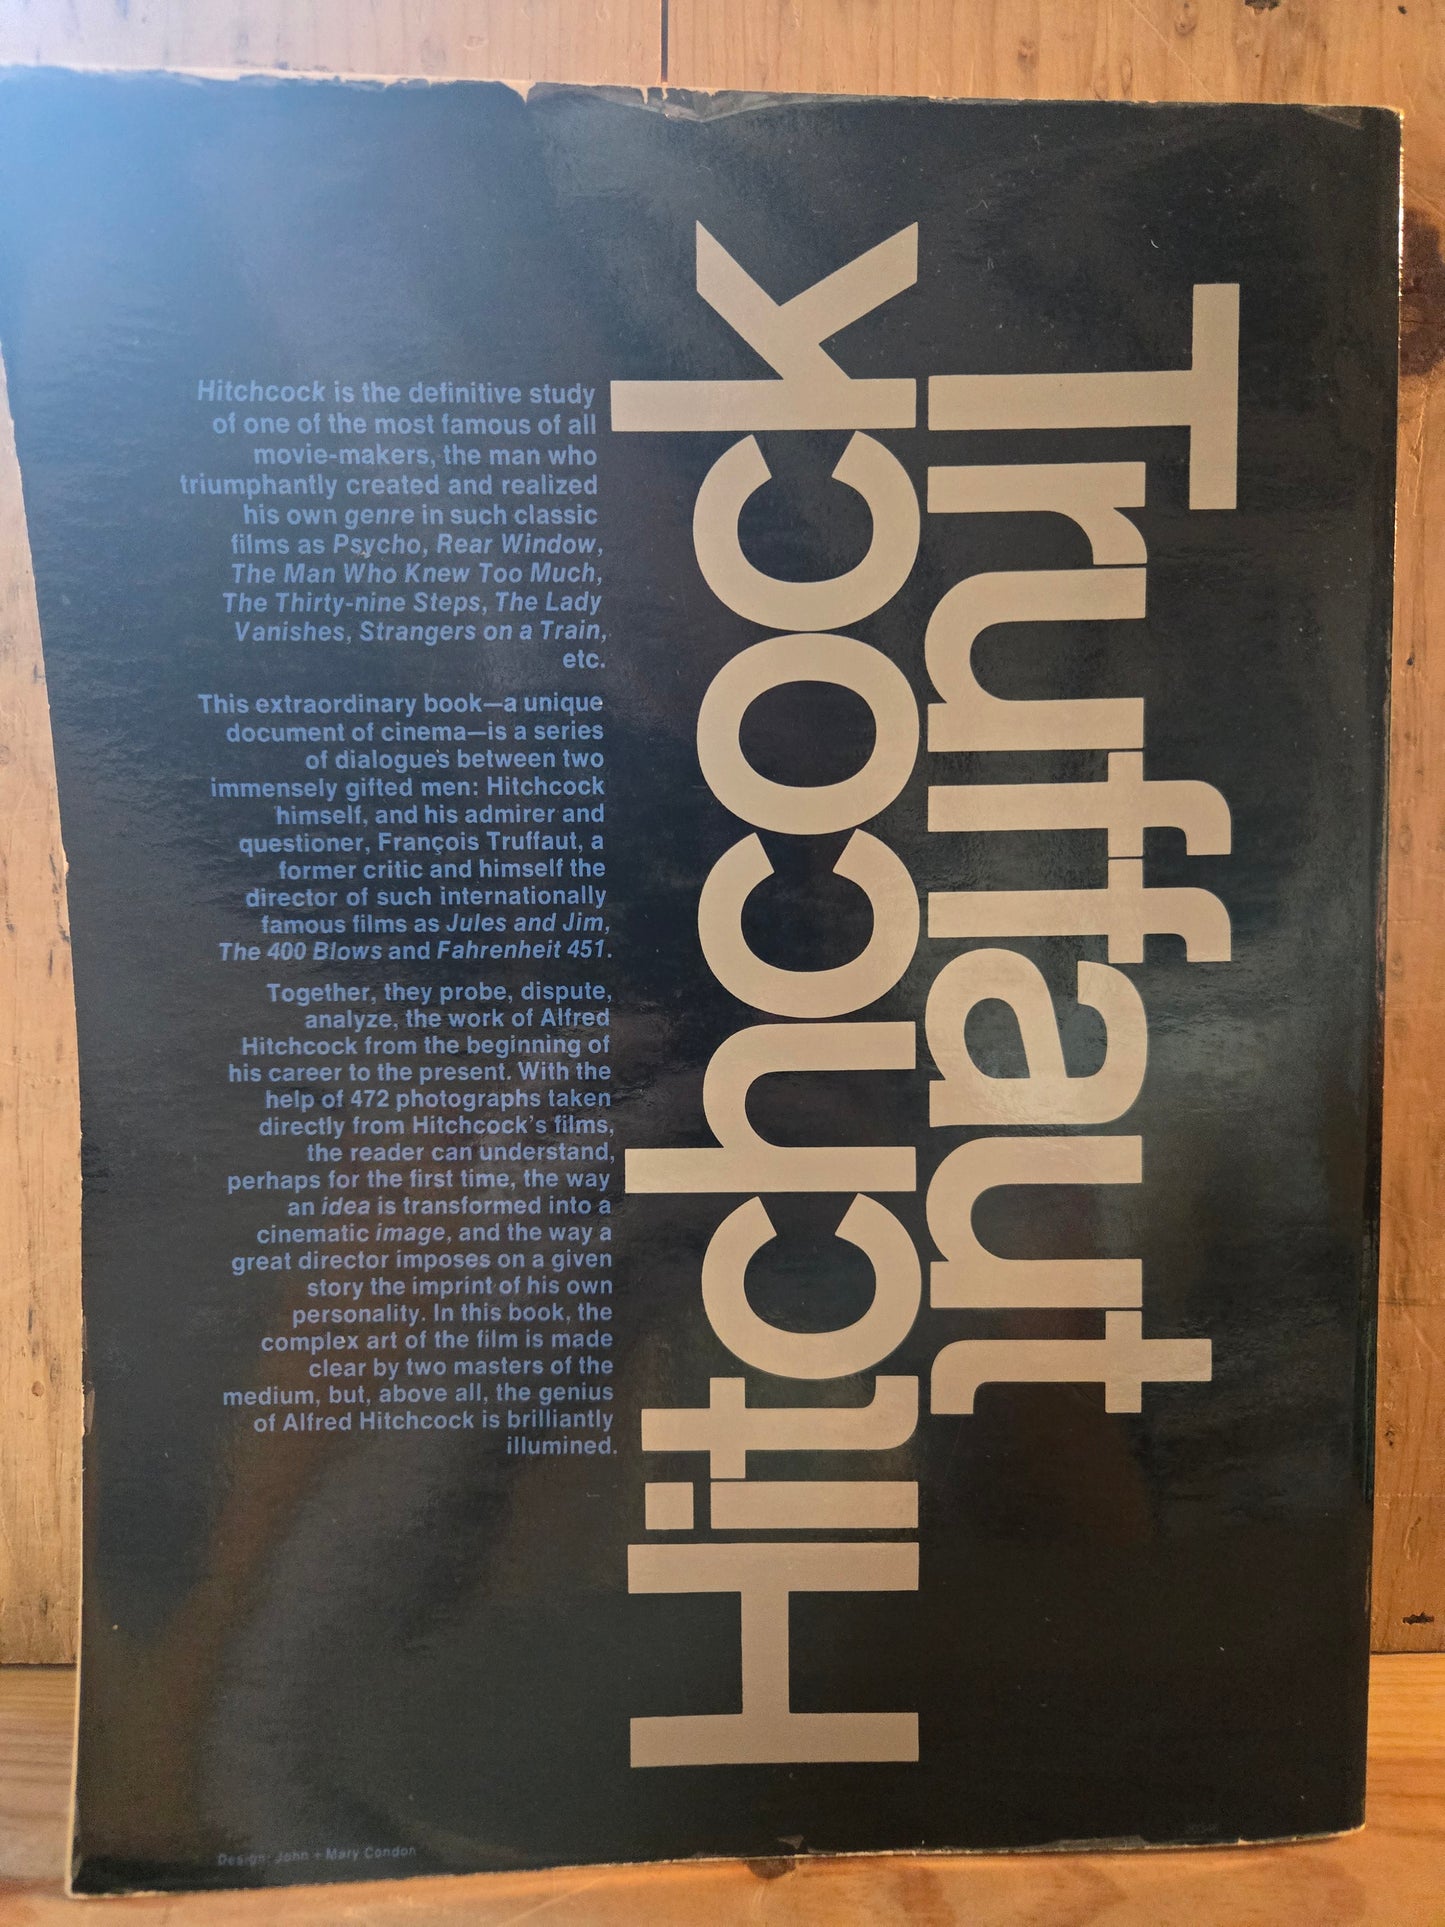 Hitchcock is the definitive study
of one of the most famous of all
movie-makers, the man who
triumphantly created and realized
his own genre in such classic
films as Psycho, Rear Window,
The Man Who Knew Too Much,
The Thirty-nine Steps, The Lady
Vanishes, Strangers on a Train,
etc.
This extraordinary book—a unique
document of cinema—is a series
of dialogues between two
immensely gifted men: Hitchcock
himself, and his admirer and
questioner, François Truffaut, a
former critic and himself the
director of such internationally
famous films as Jules and Jim,
The 400 Blows and Fahrenheit 451.
Together, they probe, dispute,
analyze, the work of Alfred
Hitchcock from the beginning of
his career to the present. With the
help of 472 photographs taken
directly from Hitchcock's films,
the reader can understand,
perhaps for the first time, the way
an idea is transformed into a
cinematic image, and the way a
great director imposes on a given
story the imprint of his own
personality. In this book, the
complex art of the film is made
clear by two masters of the
medium, but, above all, the genius
of Alfred Hitchcock is brilliantly
illumined.
Hitchcock
Truffaut
Design: John + Mary Condon